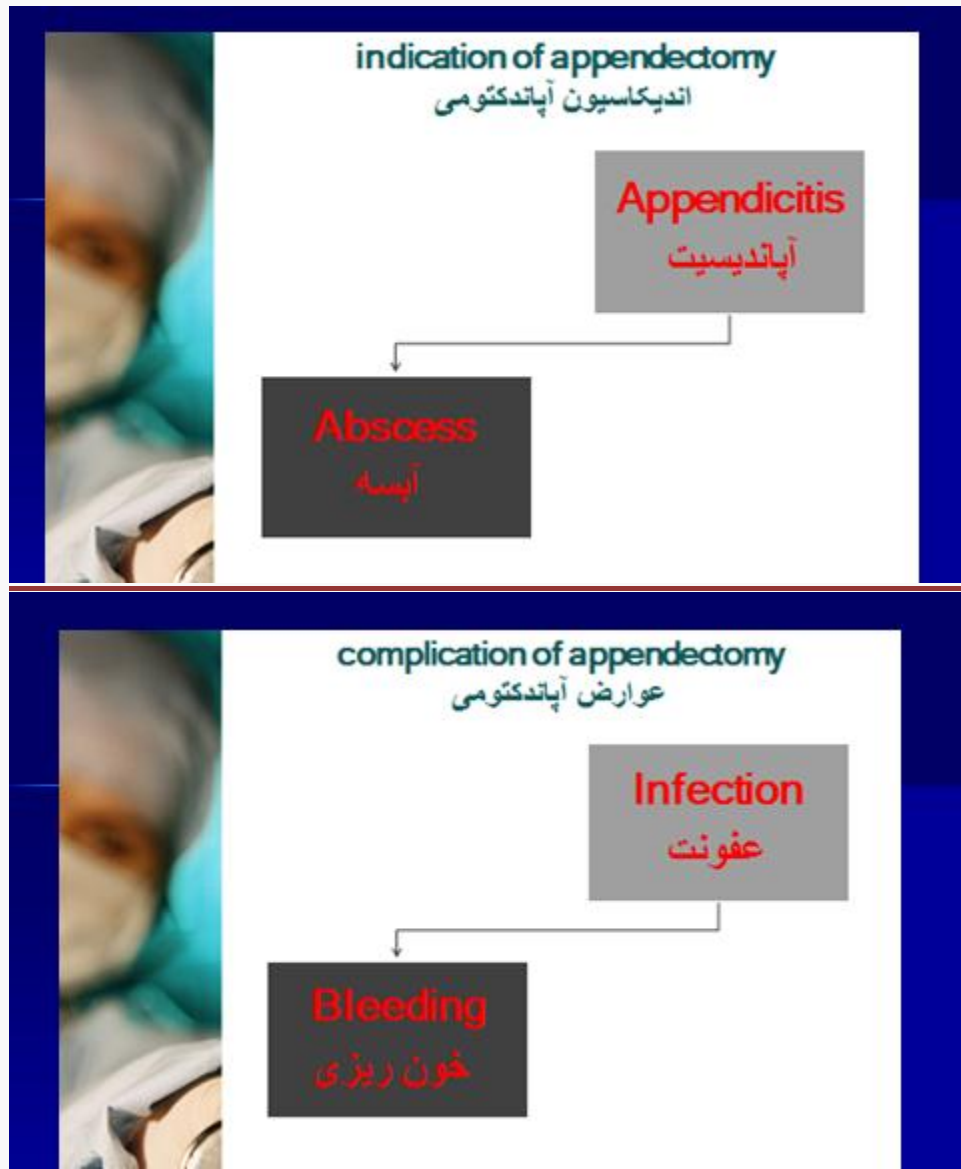 indication of appendectomy
اندیکاسیون آپاندکتومی
Appendicitis
آپاندیسیت
Abscess
آبسه
complication of appendectomy
عوارض آپاندکتومی
Infection
عفونت
Bleeding
خون ریزی